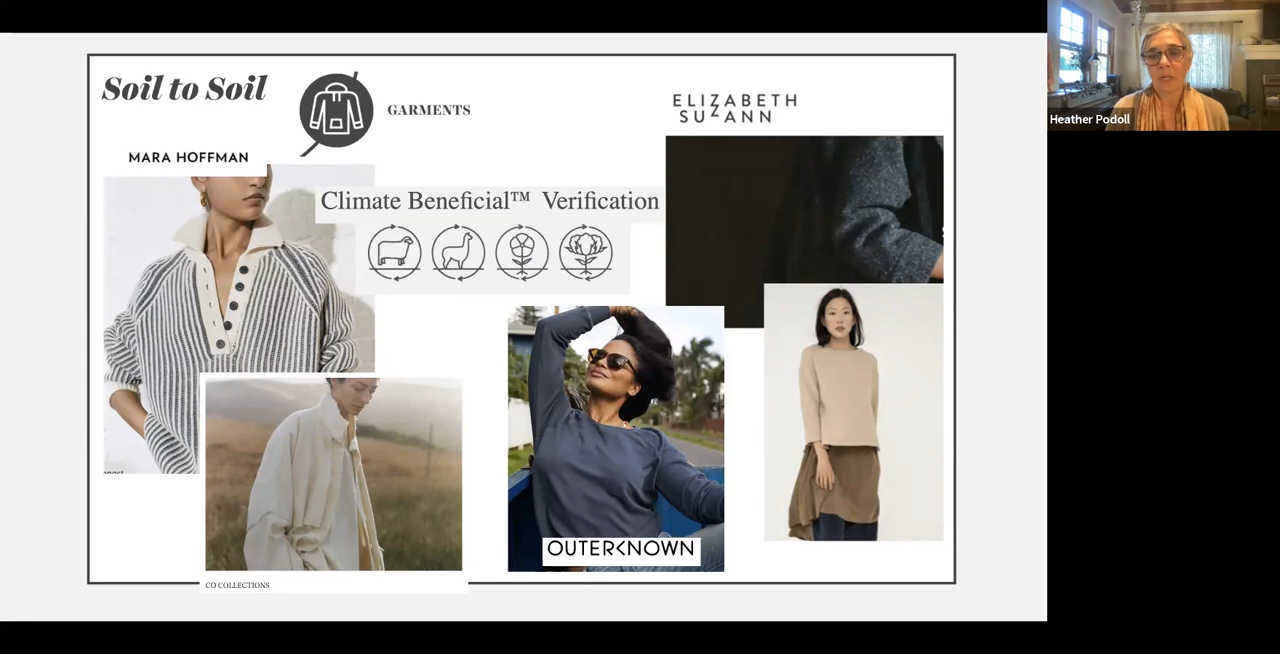 Soil to Soil
GARMENTS
MARA HOFFMAN
ELIZABETH
SUZANN
Climate Beneficial™ Verification
OUTERKNOWN
CO COLLECTIONS
Heather Podoll